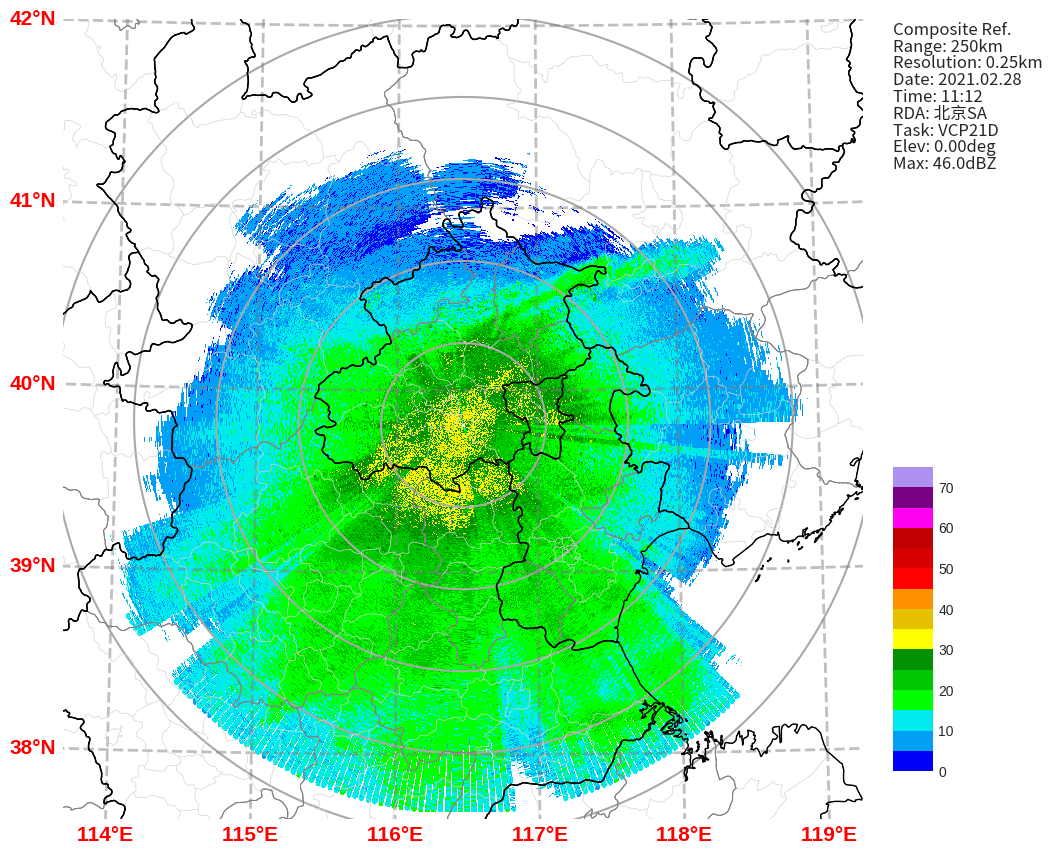 Composite Ref.
Range: 250km
Resolution: 0.25km
Date: 2021.02.28
Time: 11:12
RDA: 北京SA
Task: VCP21D
Elev: 0.00deg
Max: 46.0dBZ
42°N
41°N
40°N
39°N
38°N
70
60
50
40
30
20
10
0
114°E
115°E
116°E
117°E
118°E
119°E